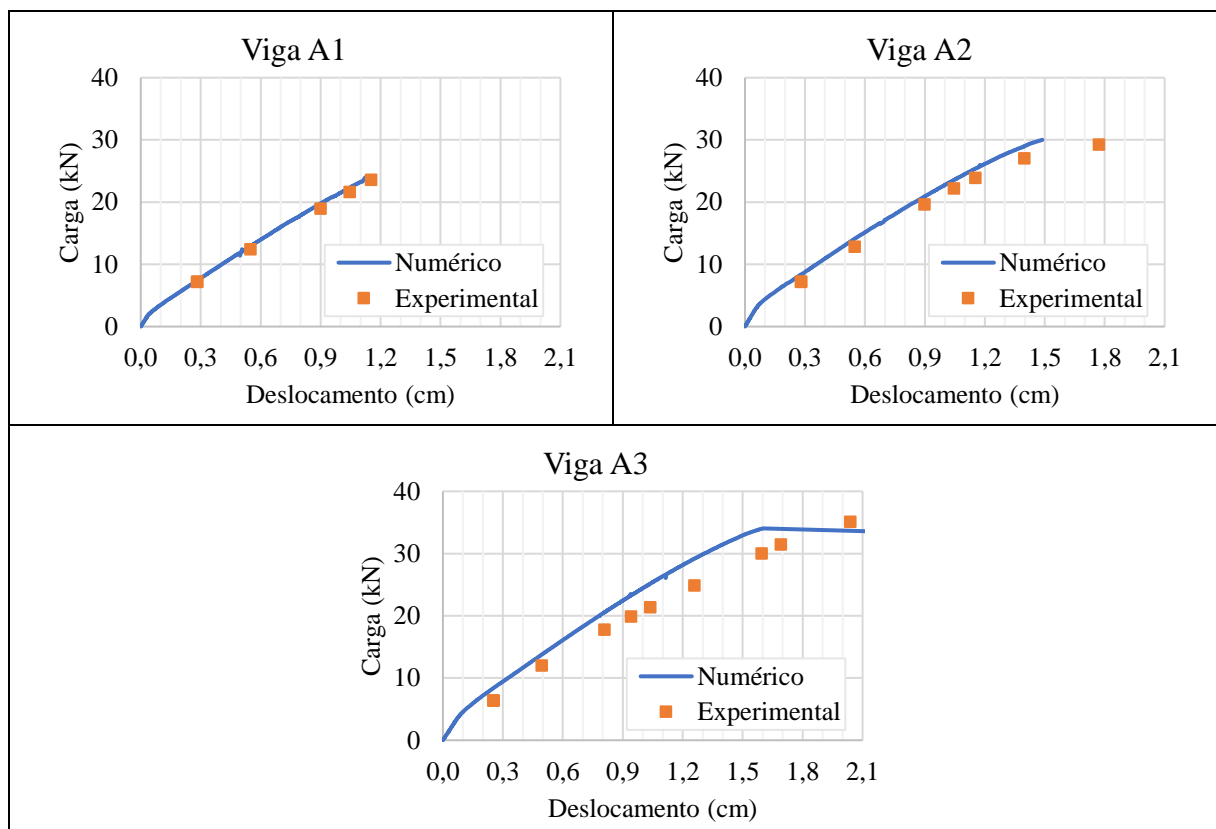 Viga A1
40
30
20
10
0
Carga (kN)
Numérico
Experimental
0,0 0,3 0,6 0,9 1,2 1,5 1,8 2,1
Deslocamento (cm)
Viga A2
40
30
20
10
0
Carga (kN)
Numérico
Experimental
0,0 0,3 0,6 0,9 1,2 1,5 1,8 2,1
Deslocamento (cm)
Viga A3
40
30
20
10
0
Carga (kN)
Numérico
Experimental
0,0 0,3 0,6 0,9 1,2 1,5 1,8 2,1
Deslocamento (cm)